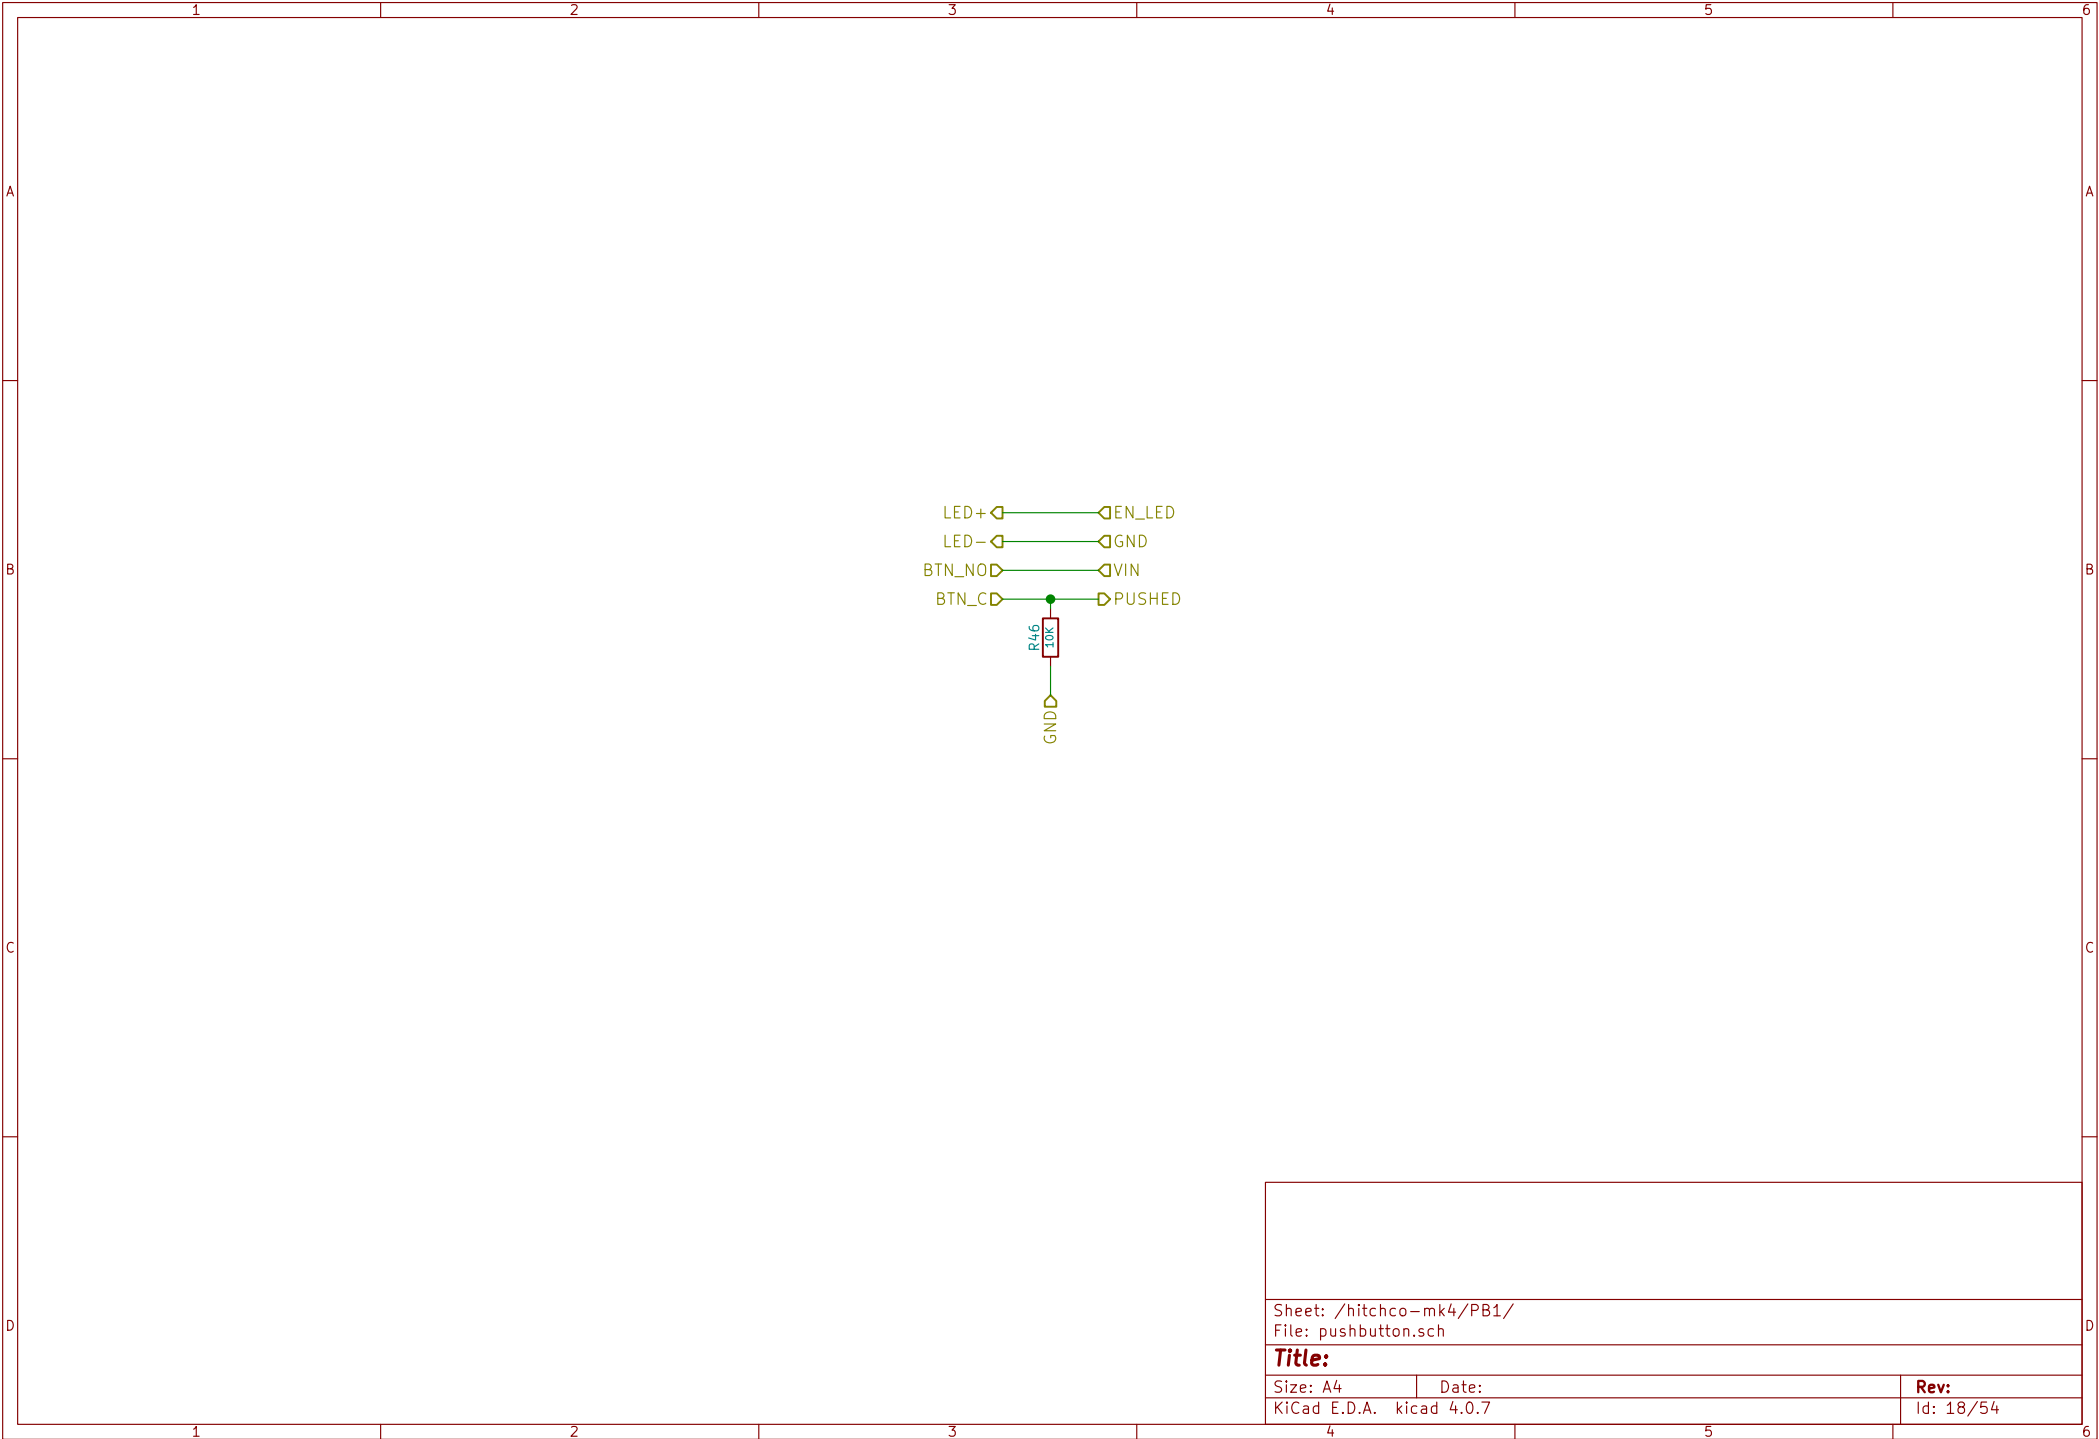 1 2 3 4 5 6
A A
LED+ EN_LED
LED- GND
BTN_NO VIN
B B
BTN_C PUSHED
R46
10K
GND
C C
Sheet: /hitchco-mk4/PB1/
D D
File: pushbutton.sch
Title:
Size: A4 Date: Rev:
KiCad E.D.A. kicad 4.0.7 Id: 18/54
1 2 3 4 5 6